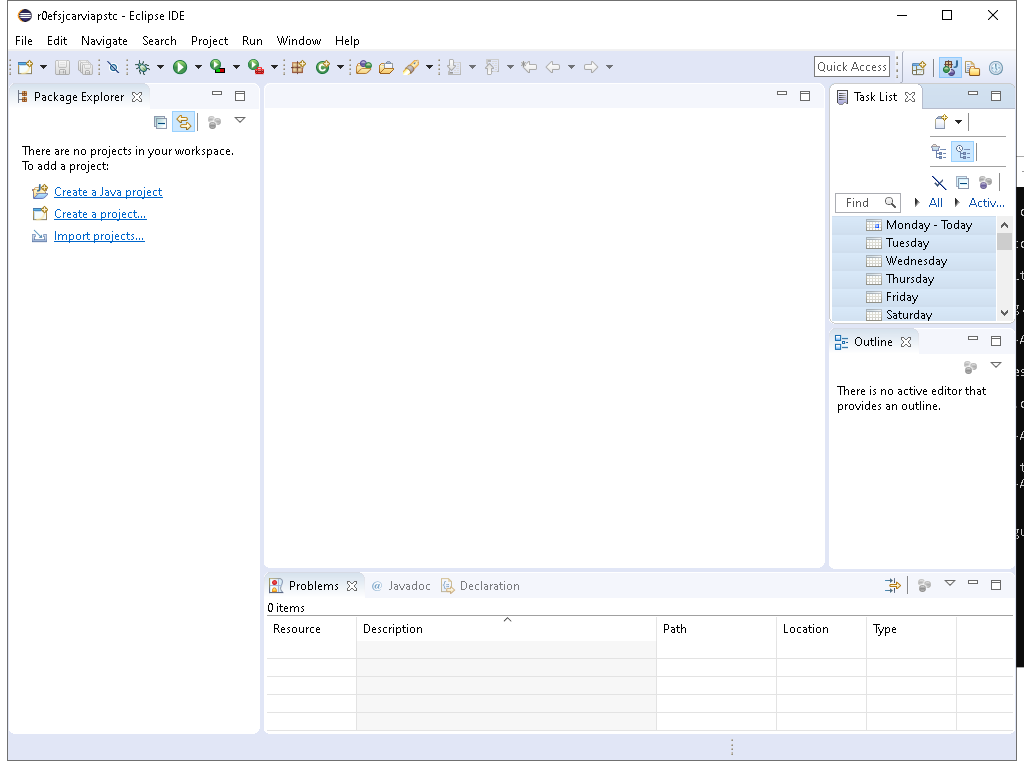 r0efsjcarviapstc - Eclipse IDE
File Edit Navigate Search Project Run Window Help
Quick Access
Package Explorer
There are no projects in your workspace.
To add a project:
Create a Java project
Create a project...
Import projects...
Task List
Find All Activ...
Monday - Today
Tuesday
Wednesday
Thursday
Friday
Saturday
Outline
There is no active editor that
provides an outline.
Problems @ Javadoc Declaration
0 items
Resource Description Path Location Type